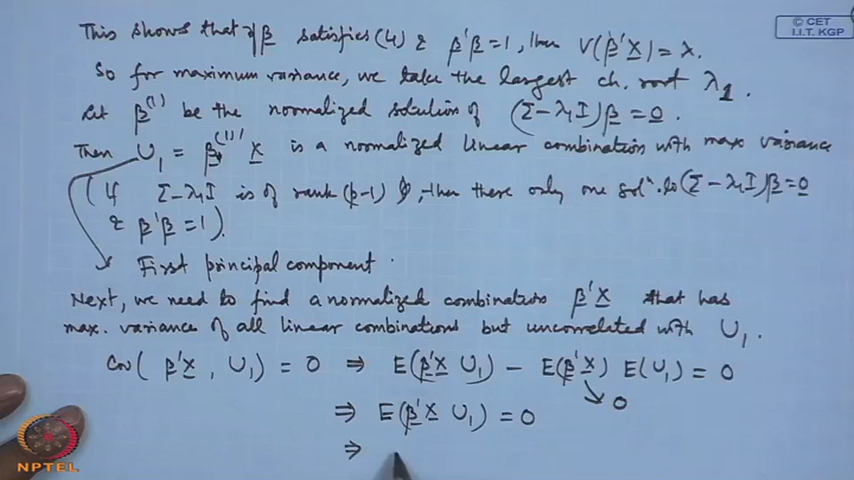 © CET
I.I.T. KGP
This shows that if β satisfies (4) & β'β = 1, then V(β'X) = λ.
So for maximum variance, we take the largest ch. root λ₁.
Let β⁽¹⁾ be the normalized solution of (Σ − λ₁I)β = 0.
Then U₁ = β⁽¹⁾' X is a normalized linear combination with max variance
(If Σ − λ₁I is of rank (p−1), then there only one solⁿ. to (Σ − λ₁I)β = 0
& β'β = 1).
First principal component.
Next, we need to find a normalized combination β'X that has
max. variance of all linear combinations but uncorrelated with U₁.
Cov(β'X, U₁) = 0 ⇒ E(β'X U₁) − E(β'X) E(U₁) = 0
↘ 0
⇒ E(β'X U₁) = 0
⇒
NPTEL